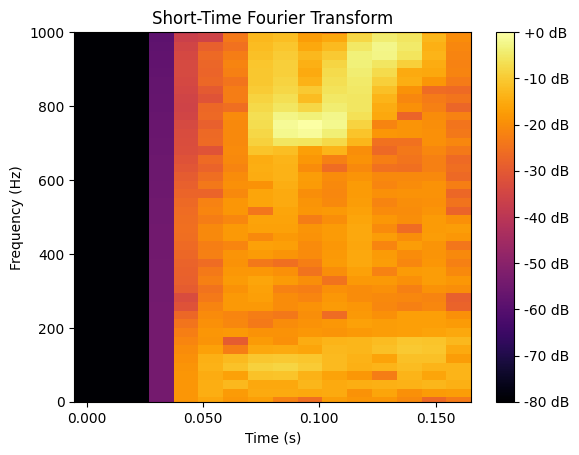 Short-Time Fourier Transform
1000
800
600
400
200
0
Frequency (Hz)
0.000
0.050
0.100
0.150
Time (s)
+0 dB
-10 dB
-20 dB
-30 dB
-40 dB
-50 dB
-60 dB
-70 dB
-80 dB